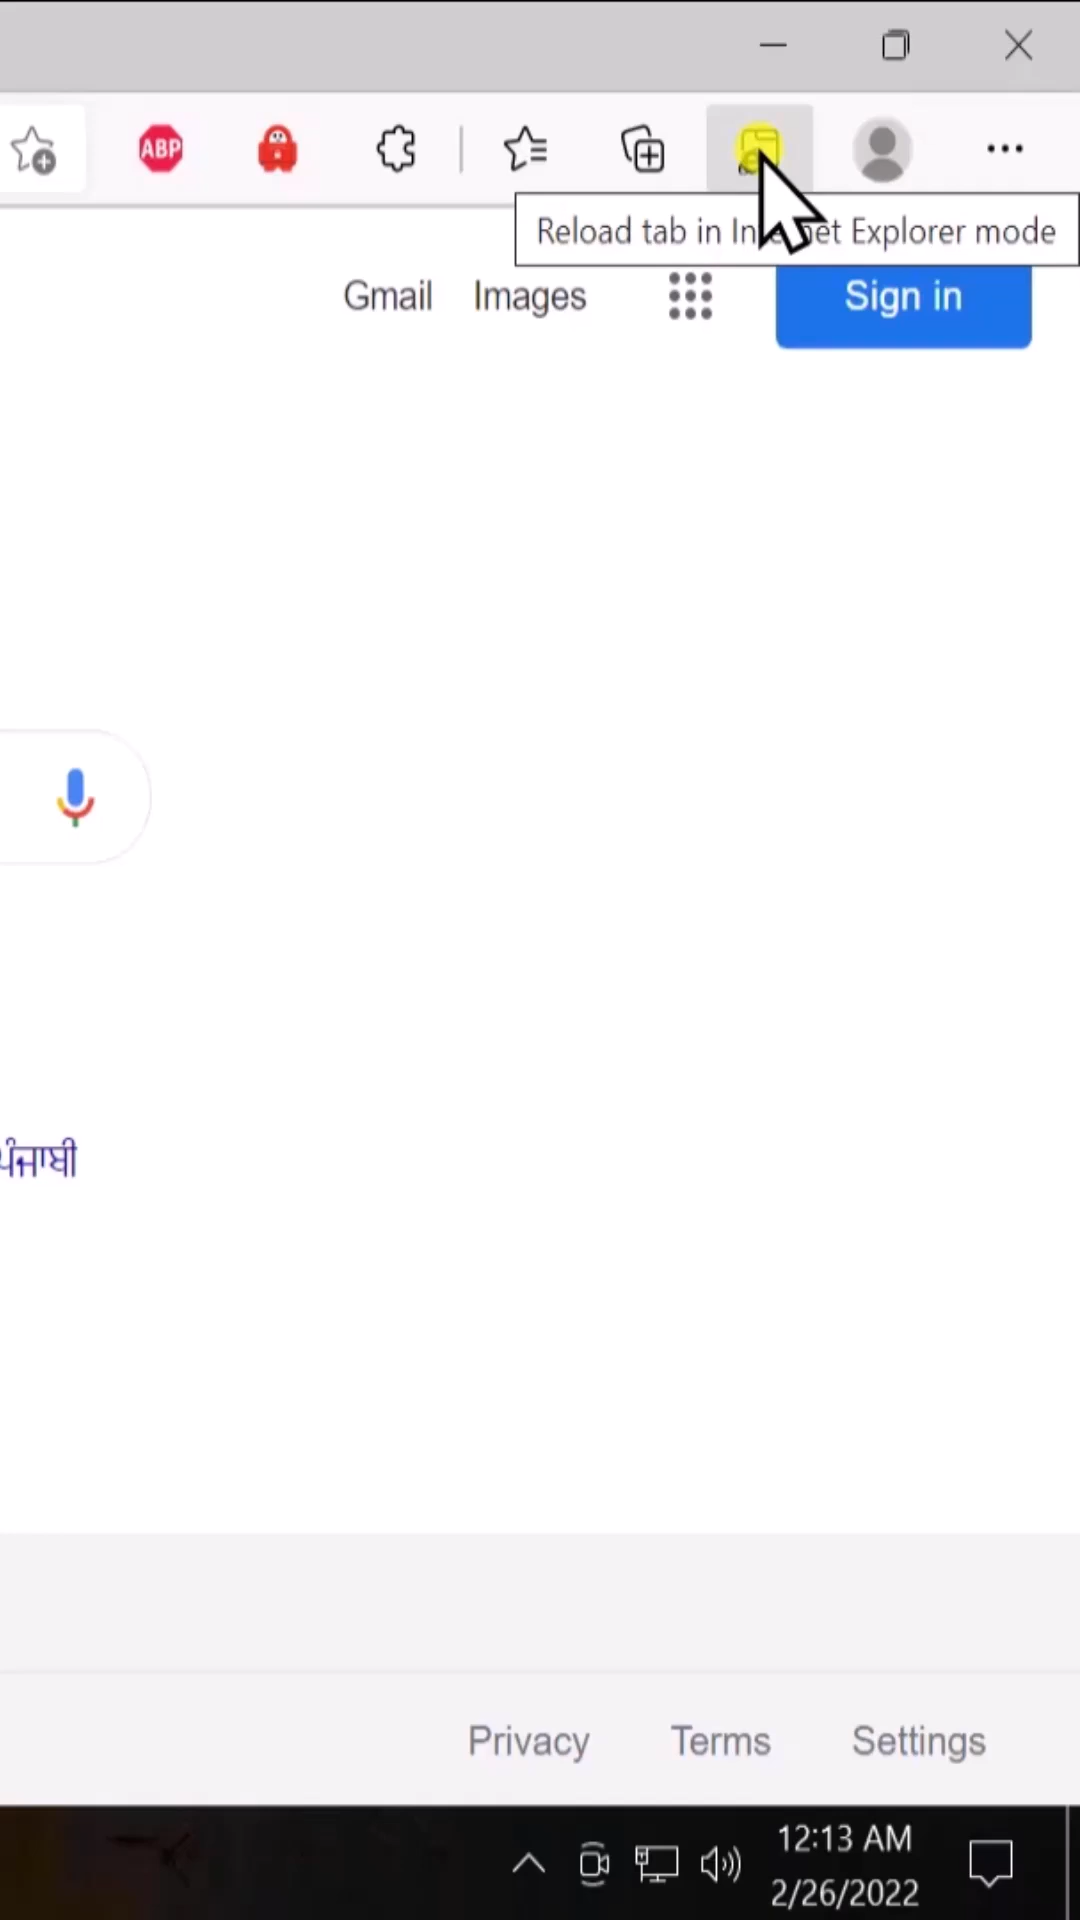 ABP
Reload tab in Internet Explorer mode
Gmail Images Sign in
ਪੰਜਾਬੀ
Privacy Terms Settings
12:13 AM
2/26/2022